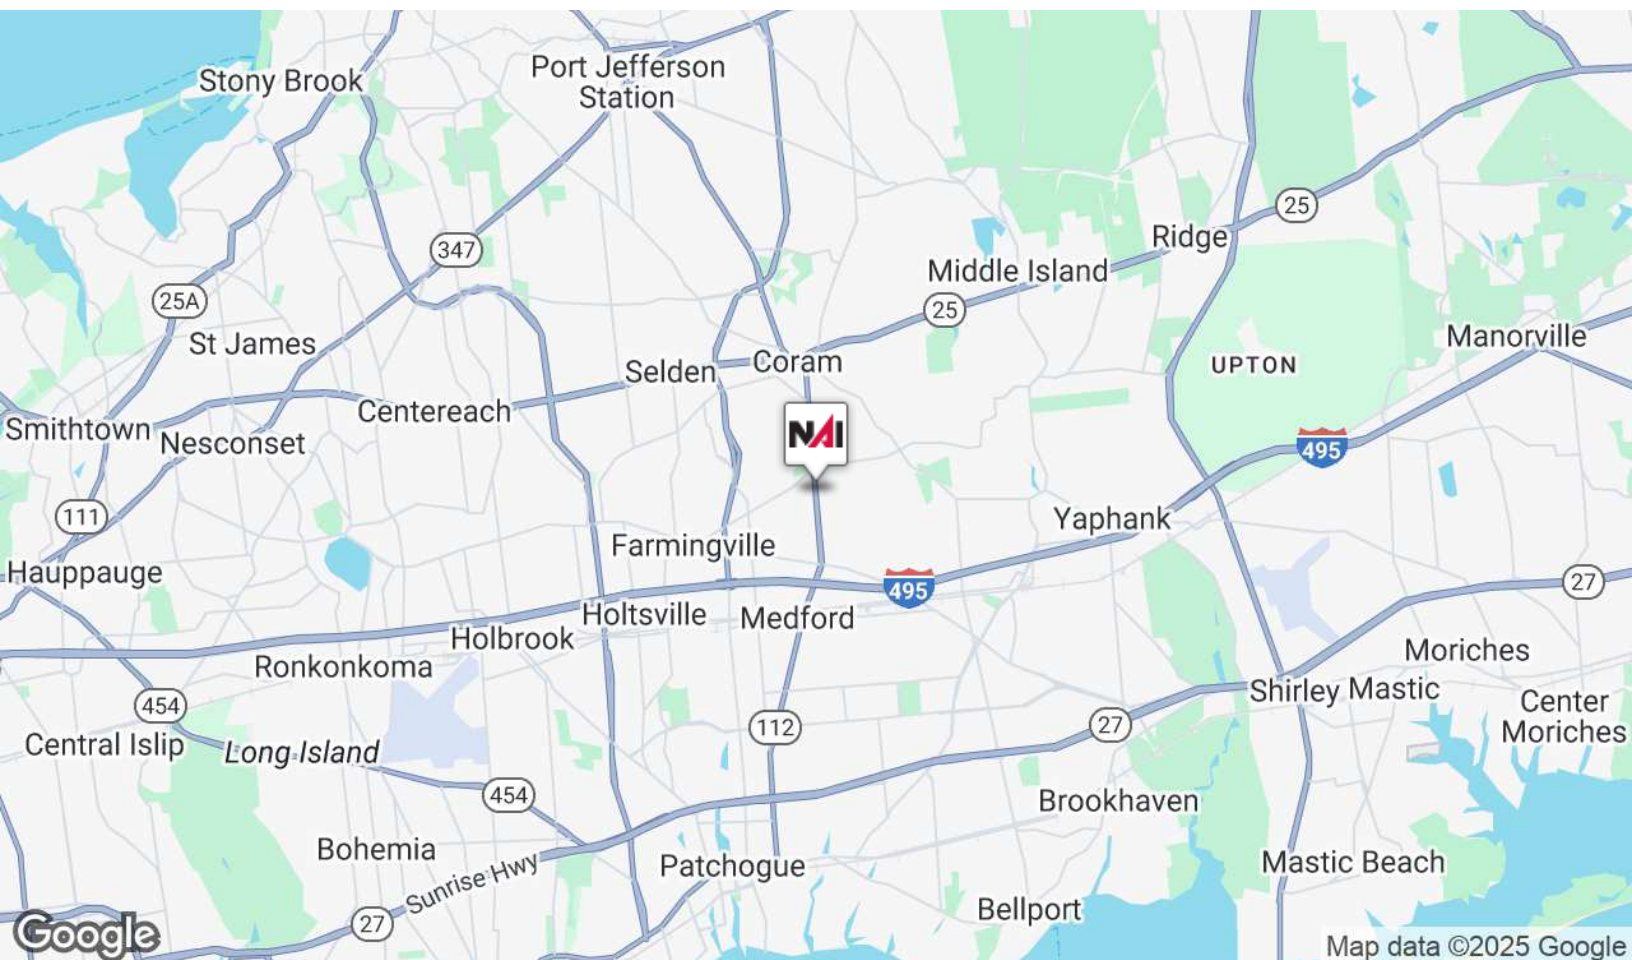 Stony Brook
Port Jefferson
Station
25
Ridge
347
Middle Island
25A
25
St James
Manorville
Coram
UPTON
Selden
Centereach
Smithtown
Nesconset
NAI
495
111
Yaphank
Farmingville
Hauppauge
495
27
Holtsville
Medford
Holbrook
Moriches
Ronkonkoma
Shirley
Mastic
454
Center
Moriches
112
27
Central Islip
Long Island
454
Brookhaven
Bohemia
Mastic Beach
Patchogue
Sunrise Hwy
Bellport
27
Google
Map data ©2025 Google